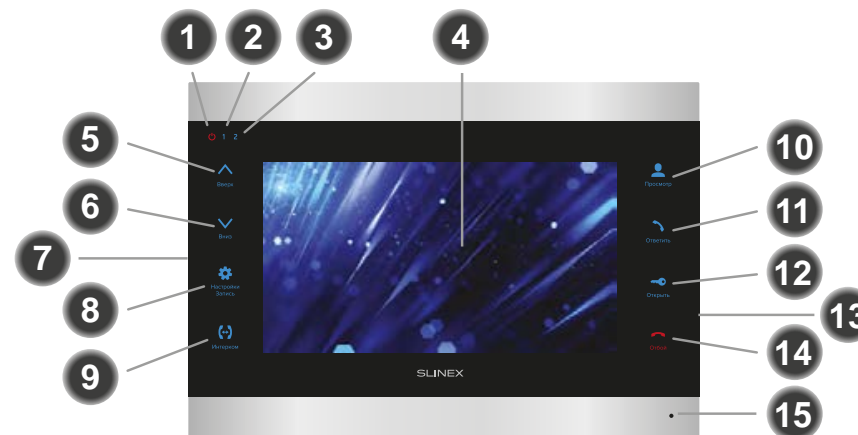 1
2
3
4
1 2
5
Вверх
10
Просмотр
6
Вниз
11
Ответить
7
8
Настройки
Запись
12
Открыть
13
9
Интерком
14
Отбой
SLINEX
15